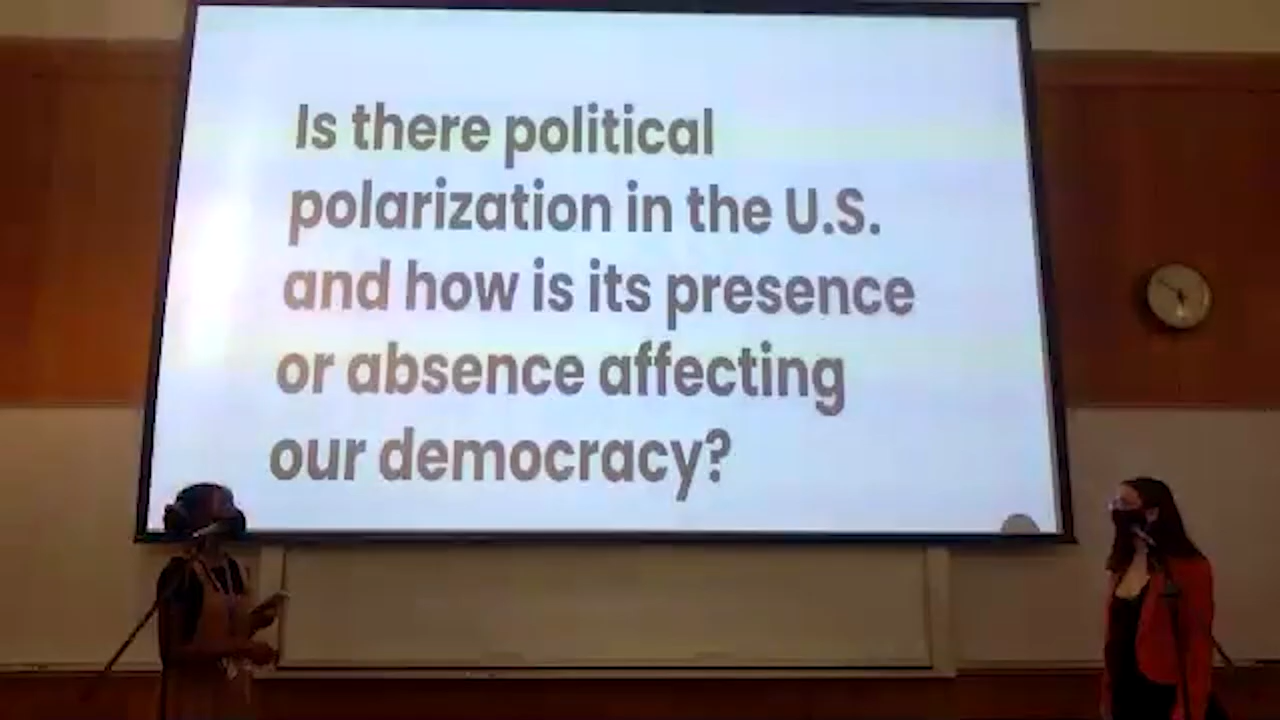 Is there political
polarization in the U.S.
and how is its presence
or absence affecting
our democracy?